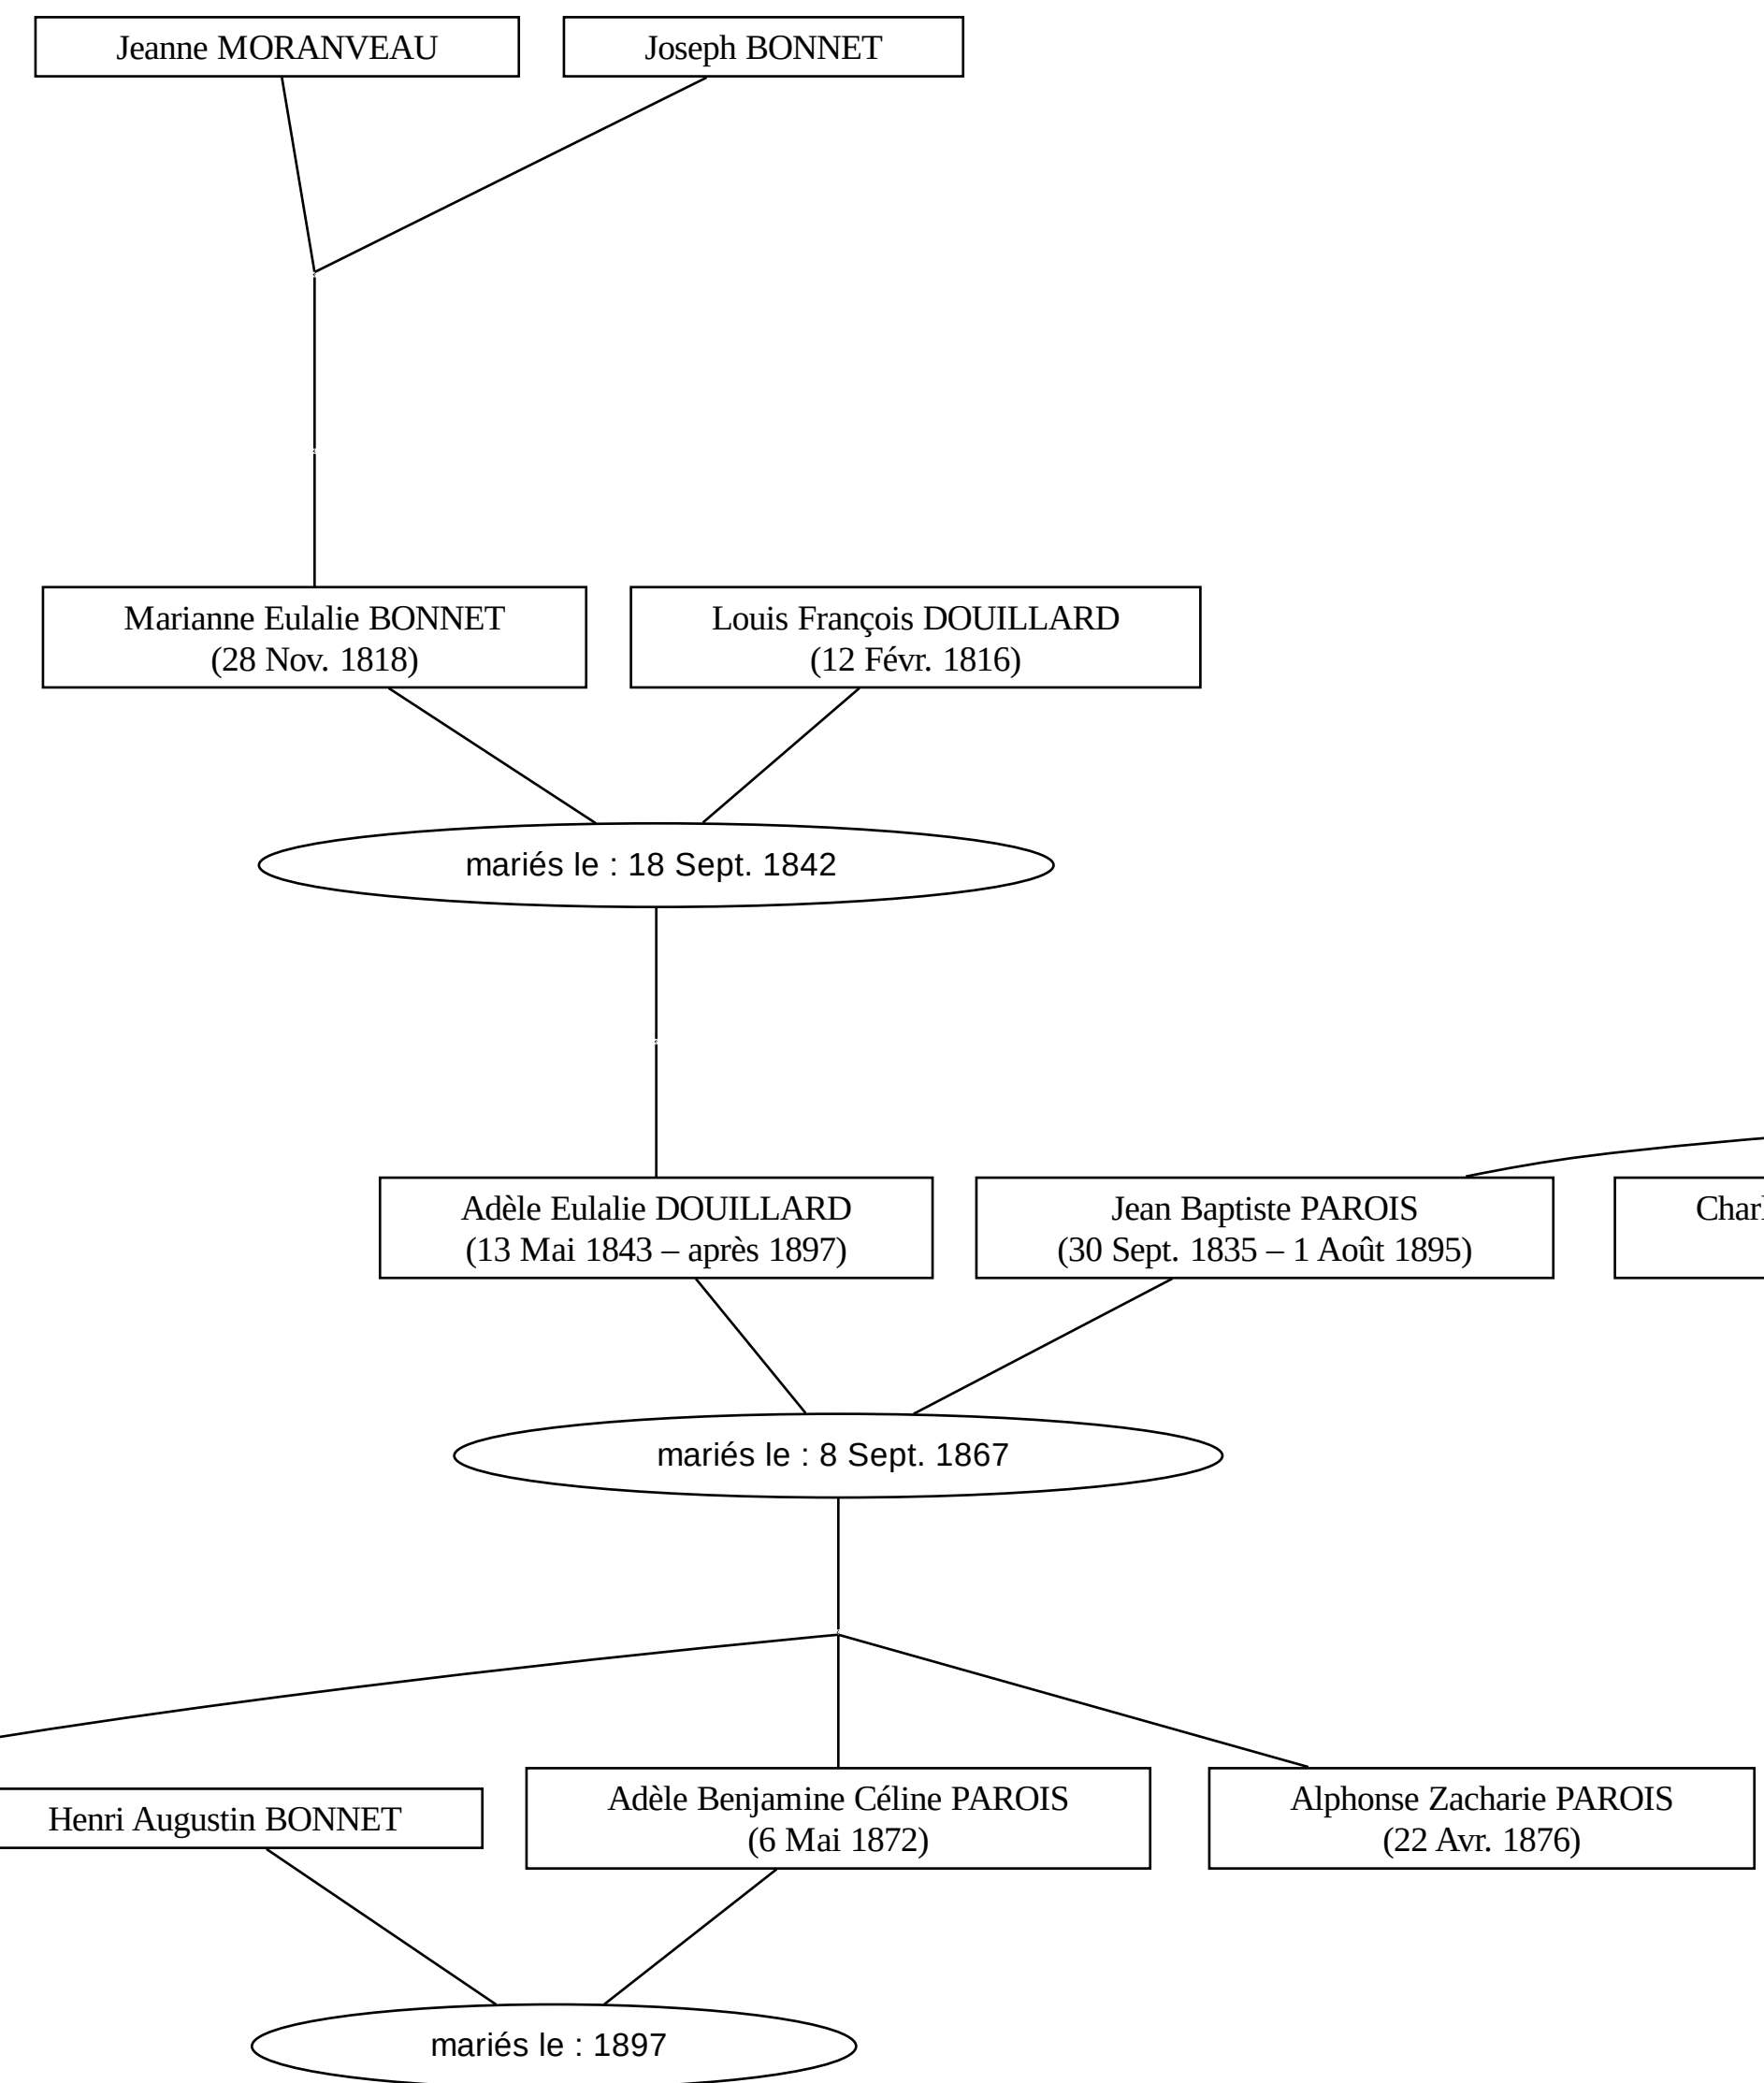 Jeanne MORANVEAU
Joseph BONNET
Marianne Eulalie BONNET
(28 Nov. 1818)
Louis François DOUILLARD
(12 Févr. 1816)
mariés le : 18 Sept. 1842
Adèle Eulalie DOUILLARD
(13 Mai 1843 – après 1897)
Jean Baptiste PAROIS
(30 Sept. 1835 – 1 Août 1895)
mariés le : 8 Sept. 1867
Henri Augustin BONNET
Adèle Benjamine Céline PAROIS
(6 Mai 1872)
Alphonse Zacharie PAROIS
(22 Avr. 1876)
mariés le : 1897